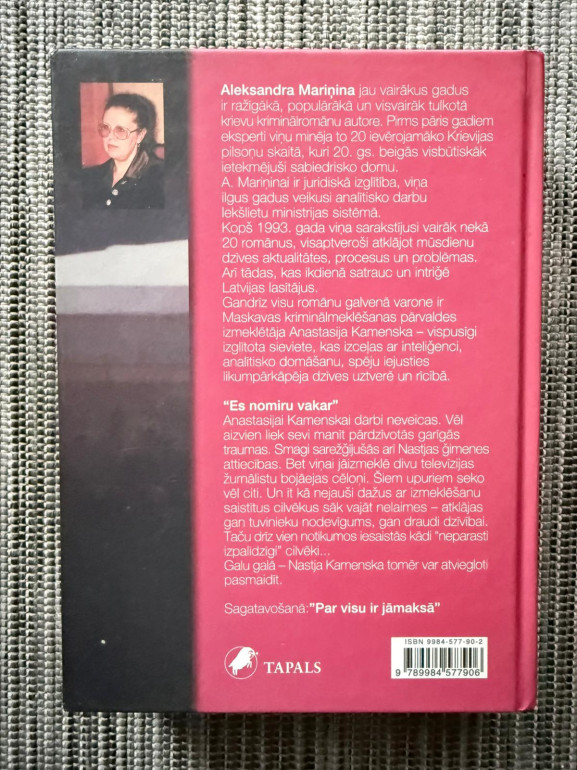 Aleksandra Mariņina jau vairākus gadus
ir ražīgākā, populārākā un visvairāk tulkotā
krievu kriminālromānu autore. Pirms pāris gadiem
eksperti viņu minēja to 20 ievērojamāko Krievijas
pilsoņu skaitā, kuri 20. gs. beigās visbūtiskāk
ietekmējuši sabiedrisko domu.
A. Mariņinai ir juridiskā izglītība, viņa
ilgus gadus veikusi analītisko darbu
Iekšlietu ministrijas sistēmā.
Kopš 1993. gada viņa sarakstījusi vairāk nekā
20 romānus, visaptveroši atklājot mūsdienu
dzīves aktualitātes, procesus un problēmas.
Arī tādas, kas ikdienā satrauc un intriģē
Latvijas lasītājus.
Gandrīz visu romānu galvenā varone ir
Maskavas kriminālmeklēšanas pārvaldes
izmeklētāja Anastasija Kamenska – vispusīgi
izglītota sieviete, kas izceļas ar inteliģenci,
analītisko domāšanu, spēju iejusties
likumpārkāpēja dzīves uztverē un rīcībā.
"Es nomiru vakar"
Anastasijai Kamenskai darbi neveicas. Vēl
aizvien liek sevi manīt pārdzīvotās garīgās
traumas. Smagi sarežģījušās arī Nastjas ģimenes
attiecības. Bet viņai jāizmeklē divu televīzijas
žurnālistu bojāejas cēloņi. Šiem upuriem seko
vēl citi. Un it kā nejauši dažus ar izmeklēšanu
saistītus cilvēkus sāk vajāt nelaimes – atklājas
gan tuvinieku nodevīgums, gan draudi dzīvībai.
Taču drīz vien notikumos iesaistās kādi "neparasti
izpalīdzīgi" cilvēki...
Galu galā – Nastja Kamenska tomēr var atviegloti
pasmaidīt.
Sagatavošanā:"Par visu ir jāmaksā"
ISBN 9984-577-90-2
9 789984 577906
TAPALS